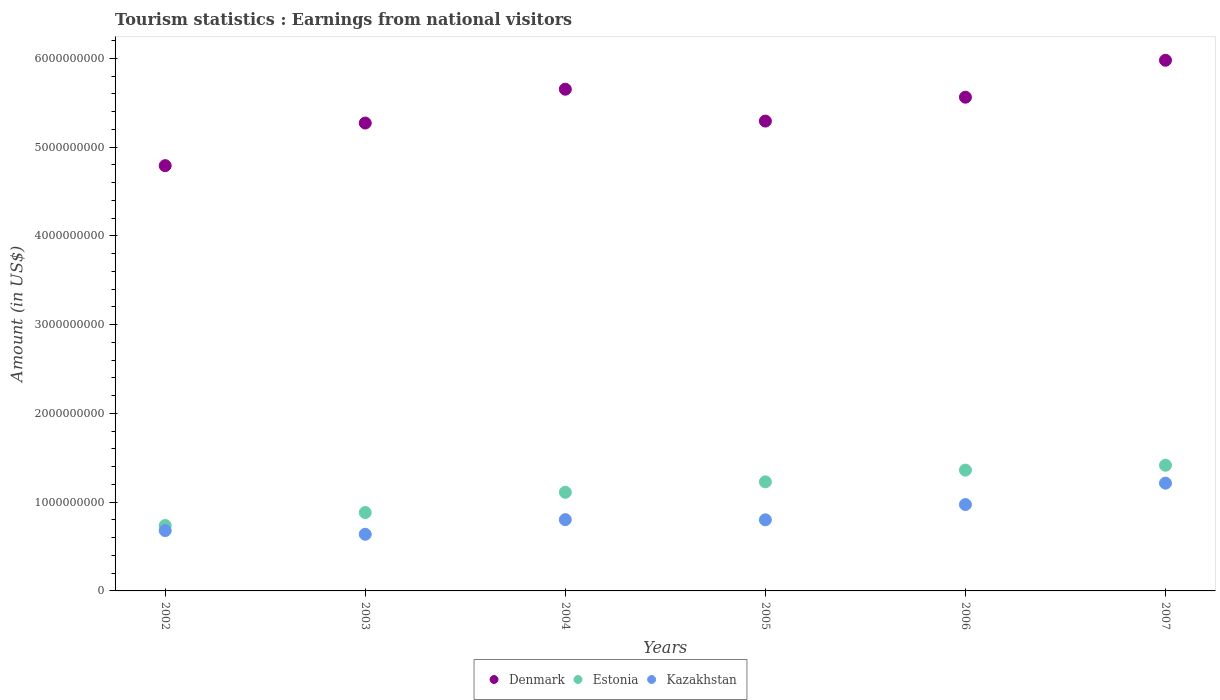 Tourism statistics : Earnings from national visitors
Amount (in US$)
6000000000
5000000000
4000000000
3000000000
2000000000
1000000000
0
2002
2003
2004
2005
2006
2007
Years
Denmark
Estonia
Kazakhstan